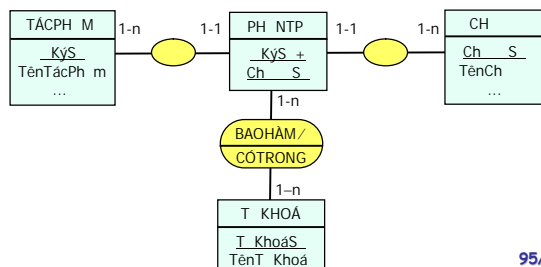 TÁCPH M
KýS
TênTácPh m
...
1-n
1-1
PH NTP
KýS +
Ch S
1-1
1-n
CH
Ch S
TênCh
...
1-n
BAOHÀM/
CÓTRONG
1–n
T KHOÁ
T KhoáS
TênT Khoá
95/